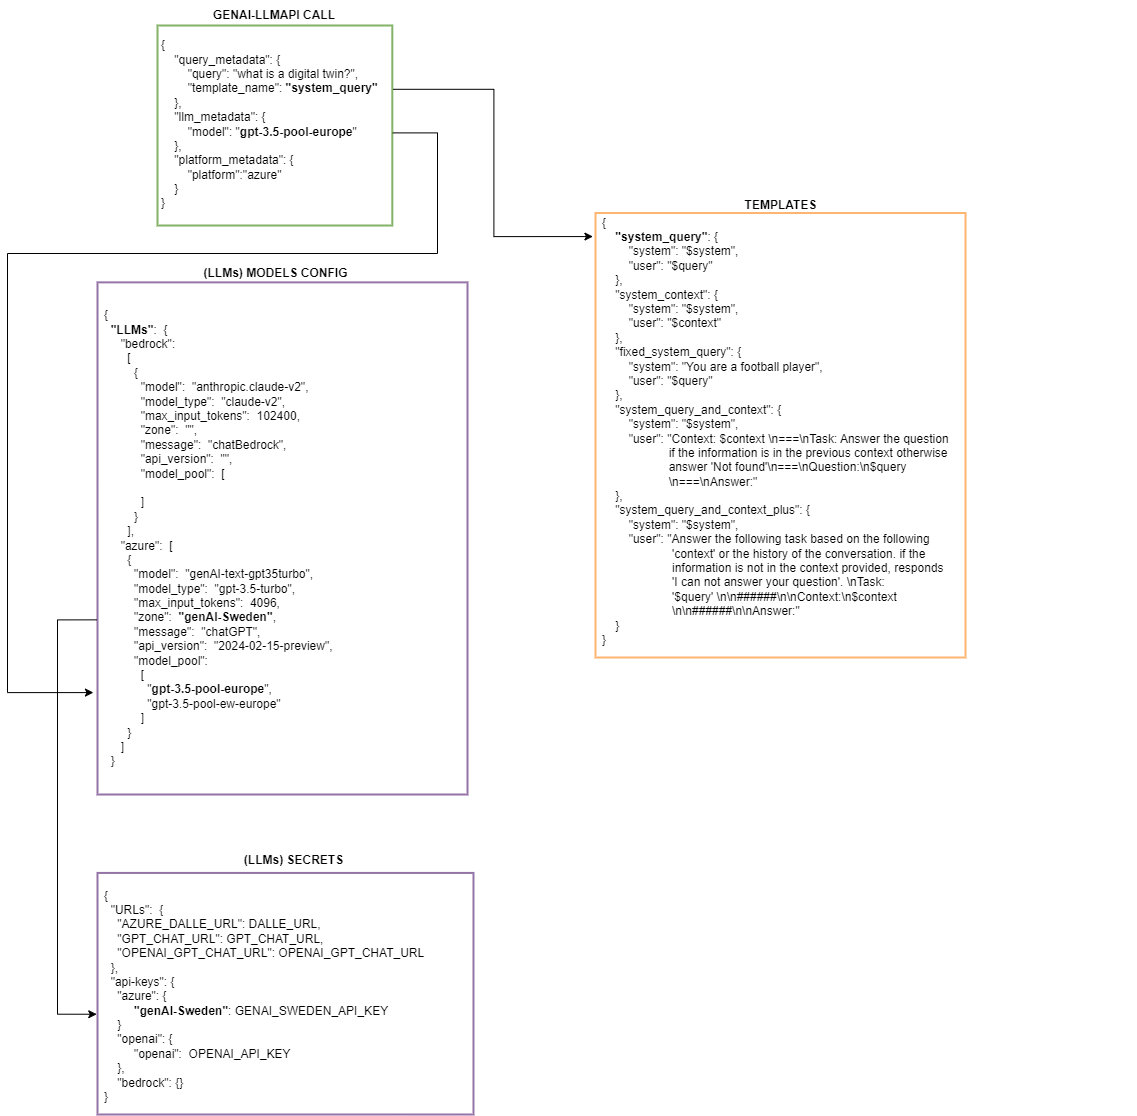 GENAI-LLMAPI CALL
{
"query_metadata": {
"query": "what is a digital twin?",
"template_name": "system_query"
},
"llm_metadata": {
"model": "gpt-3.5-pool-europe"
},
"platform_metadata": {
"platform":"azure"
}
}
TEMPLATES
{
"system_query": {
"system": "$system",
"user": "$query"
},
"system_context": {
"system": "$system",
"user": "$context"
},
"fixed_system_query": {
"system": "You are a football player",
"user": "$query"
},
"system_query_and_context": {
"system": "$system",
"user": "Context: $context \n===\nTask: Answer the question
if the information is in the previous context otherwise
answer 'Not found'\n===\nQuestion:\n$query
\n===\nAnswer:"
},
"system_query_and_context_plus": {
"system": "$system",
"user": "Answer the following task based on the following
'context' or the history of the conversation. if the
information is not in the context provided, responds
'I can not answer your question'. \nTask:
'$query' \n\n######\n\nContext:\n$context
\n\n######\n\nAnswer:"
}
}
(LLMs) MODELS CONFIG
{
"LLMs": {
"bedrock":
[
{
"model": "anthropic.claude-v2",
"model_type": "claude-v2",
"max_input_tokens": 102400,
"zone": "",
"message": "chatBedrock",
"api_version": "",
"model_pool": [
]
}
],
"azure": [
{
"model": "genAI-text-gpt35turbo",
"model_type": "gpt-3.5-turbo",
"max_input_tokens": 4096,
"zone": "genAI-Sweden",
"message": "chatGPT",
"api_version": "2024-02-15-preview",
"model_pool":
[
"gpt-3.5-pool-europe",
"gpt-3.5-pool-ew-europe"
]
}
]
}
(LLMs) SECRETS
{
"URLs": {
"AZURE_DALLE_URL": DALLE_URL,
"GPT_CHAT_URL": GPT_CHAT_URL,
"OPENAI_GPT_CHAT_URL": OPENAI_GPT_CHAT_URL
},
"api-keys": {
"azure": {
"genAI-Sweden": GENAI_SWEDEN_API_KEY
}
"openai": {
"openai": OPENAI_API_KEY
},
"bedrock": {}
}